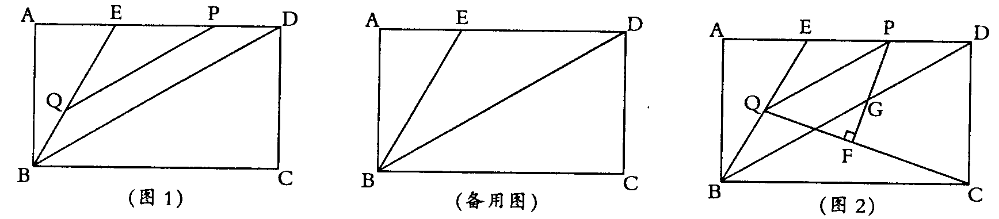 A E P D
Q
B C
(图 1)
A E D
B C
(备用图)
A E P D
Q G
F
B C
(图 2)